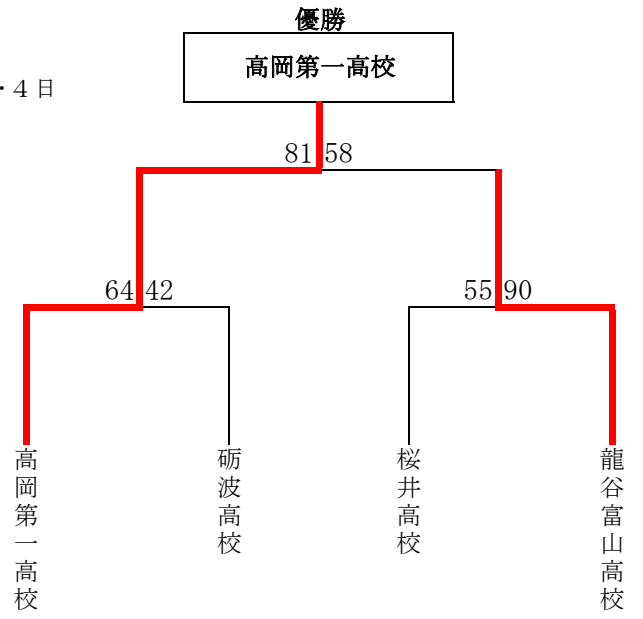 優勝
高岡第一高校
・４日
81 58
64 42
55 90
高岡第一高校
砺波高校
桜井高校
龍谷富山高校